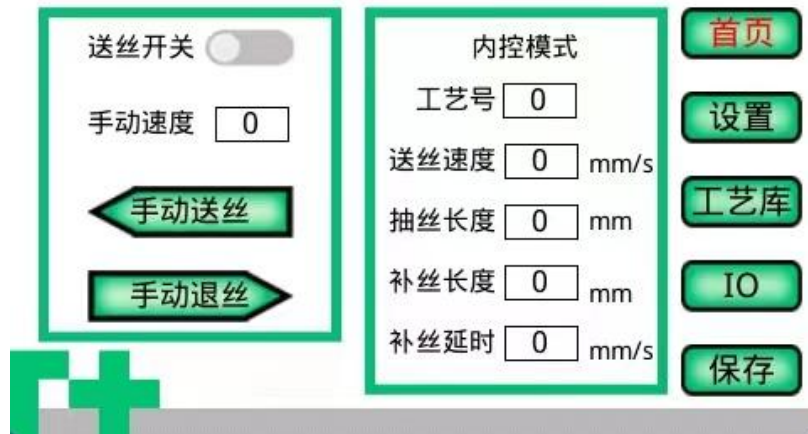 送丝开关
手动速度 0
手动送丝
手动退丝
内控模式
工艺号 0
送丝速度 0 mm/s
抽丝长度 0 mm
补丝长度 0 mm
补丝延时 0 mm/s
首页
设置
工艺库
IO
保存